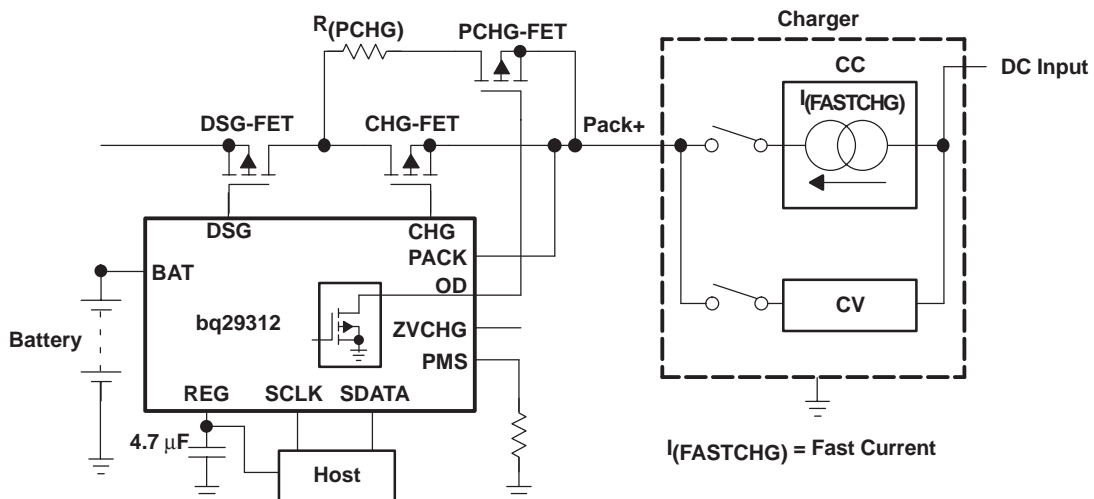 Charger
R(PCHG)
PCHG-FET
CC
DC Input
I(FASTCHG)
DSG-FET
CHG-FET
Pack+
DSG
CHG
PACK
BAT
OD
bq29312
ZVCHG
CV
Battery
PMS
REG
SCLK
SDATA
4.7 μF
Host
I(FASTCHG) = Fast Current